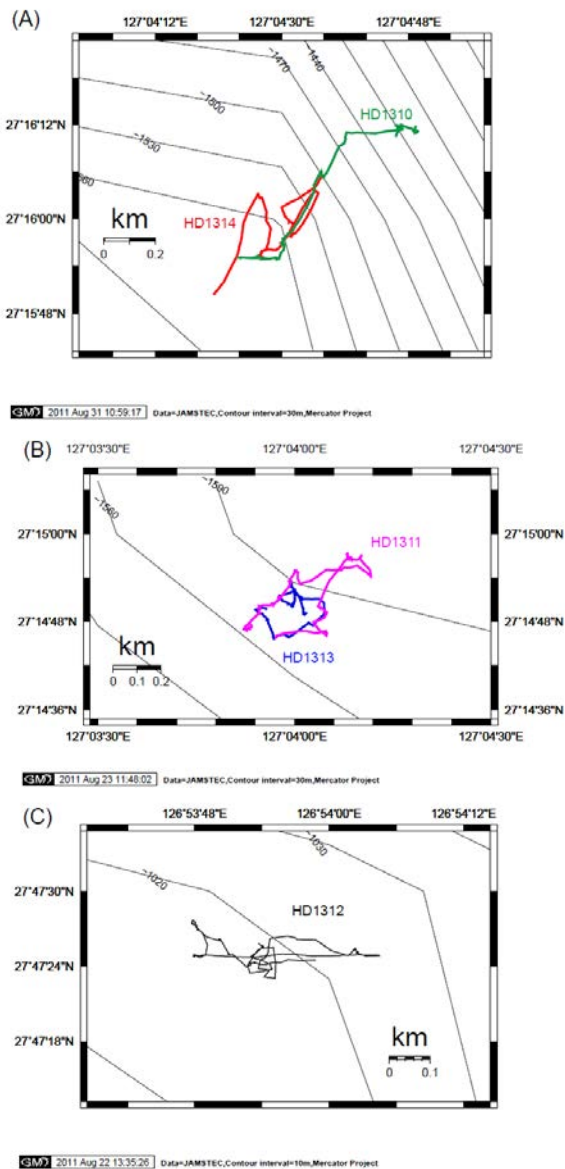 (A)
127°04'12"E 127°04'30"E 127°04'48"E
-1470
-1440
-1500
27°16'12"N
HD1310
-1530
60
27°16'00"N
HD1314
km
0 0.2
27°15'48"N
GMT 2011 Aug 31 10:59:17 Data=JAMSTEC,Contour interval=30m,Mercator Project
(B)
127°03'30"E 127°04'00"E 127°04'30"E
-1560
-1590
27°15'00"N 27°15'00"N
HD1311
27°14'48"N 27°14'48"N
km
HD1313
0 0.1 0.2
27°14'36"N 27°14'36"N
127°03'30"E 127°04'00"E 127°04'30"E
GMT 2011 Aug 23 11:48:02 Data=JAMSTEC,Contour interval=30m,Mercator Project
(C)
126°53'48"E 126°54'00"E 126°54'12"E
-1030
-1020
27°47'30"N
HD1312
27°47'24"N
27°47'18"N
km
0 0.1
GMT 2011 Aug 22 13:35:26 Data=JAMSTEC,Contour interval=10m,Mercator Project